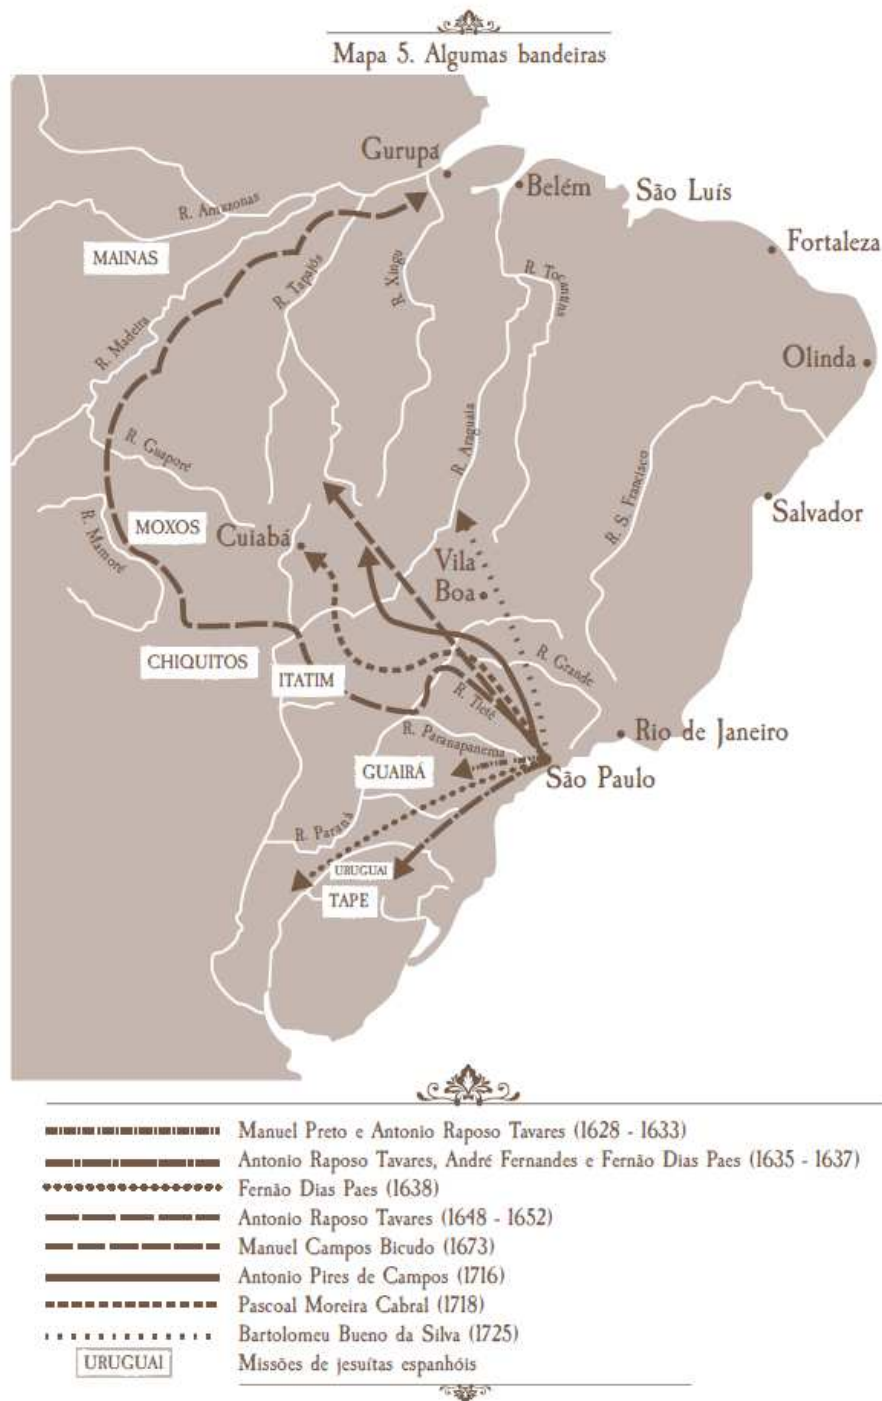 Mapa 5. Algumas bandeiras
Gurupá
Belém
São Luís
R. Amazonas
Fortaleza
MAINAS
R. Tapajós
R. Xingu
R. Tocantins
R. Madeira
Olinda
R. Araguaia
R. Guaporé
R. S. Francisco
MOXOS
Cuiabá
Salvador
R. Mamoré
Vila
Boa
CHIQUITOS
ITATIM
R. Grande
R. Tietê
Rio de Janeiro
R. Paranapanema
GUAIRÁ
São Paulo
R. Paraná
URUGUAI
TAPE
Manuel Preto e Antonio Raposo Tavares (1628 - 1633)
Antonio Raposo Tavares, André Fernandes e Fernão Dias Paes (1635 - 1637)
Fernão Dias Paes (1638)
Antonio Raposo Tavares (1648 - 1652)
Manuel Campos Bicudo (1673)
Antonio Pires de Campos (1716)
Pascoal Moreira Cabral (1718)
Bartolomeu Bueno da Silva (1725)
URUGUAI Missões de jesuítas espanhóis